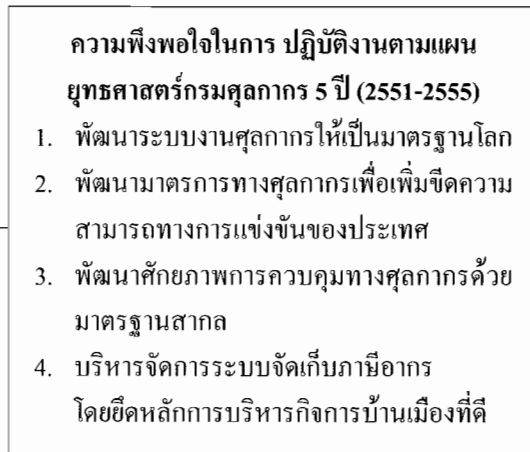 ความพึงพอใจในการ ปฏิบัติงานตามแผน
ยุทธศาสตร์กรมศุลกากร 5 ปี (2551-2555)
1. พัฒนาระบบงานศุลกากรให้เป็นมาตรฐานโลก
2. พัฒนามาตรการทางศุลกากรเพื่อเพิ่มขีดความ
สามารถทางการแข่งขันของประเทศ
3. พัฒนาศักยภาพการควบคุมทางศุลกากรด้วย
มาตรฐานสากล
4. บริหารจัดการระบบจัดเก็บภาษีอากร
โดยยึดหลักการบริหารกิจการบ้านเมืองที่ดี